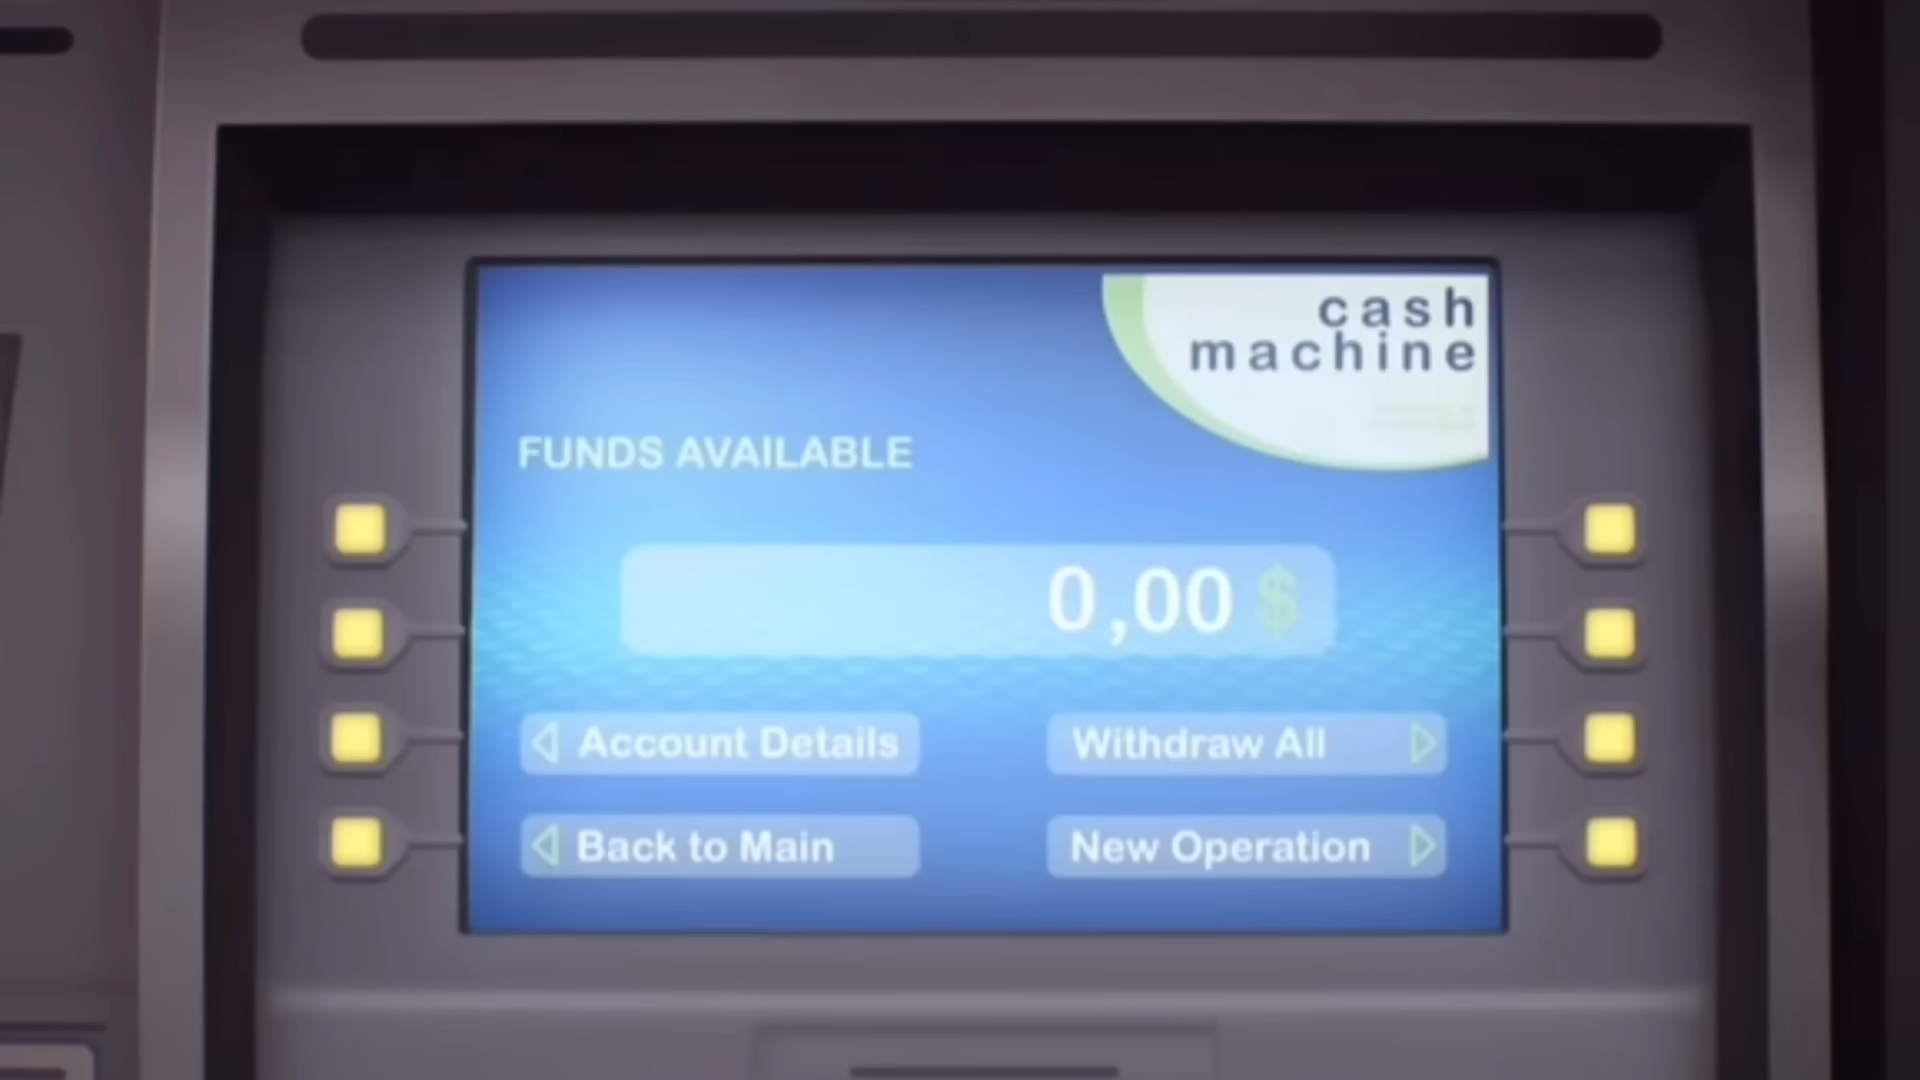 cash
machine
FUNDS AVAILABLE
0,00 $
Account Details
Withdraw All
Back to Main
New Operation